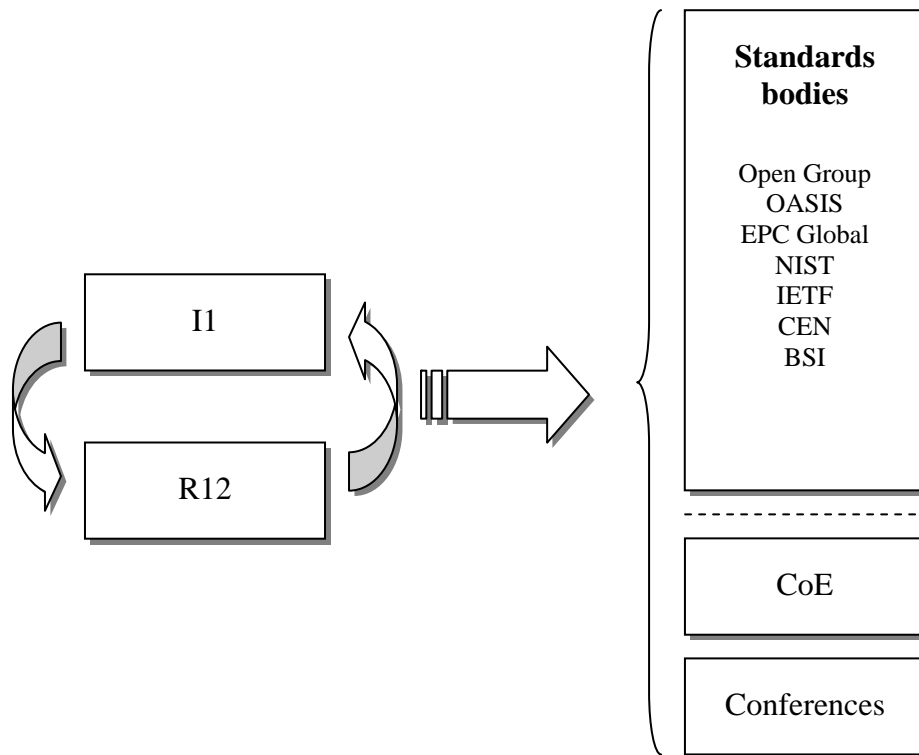 I1
R12
Standards
bodies
Open Group
OASIS
EPC Global
NIST
IETF
CEN
BSI
CoE
Conferences